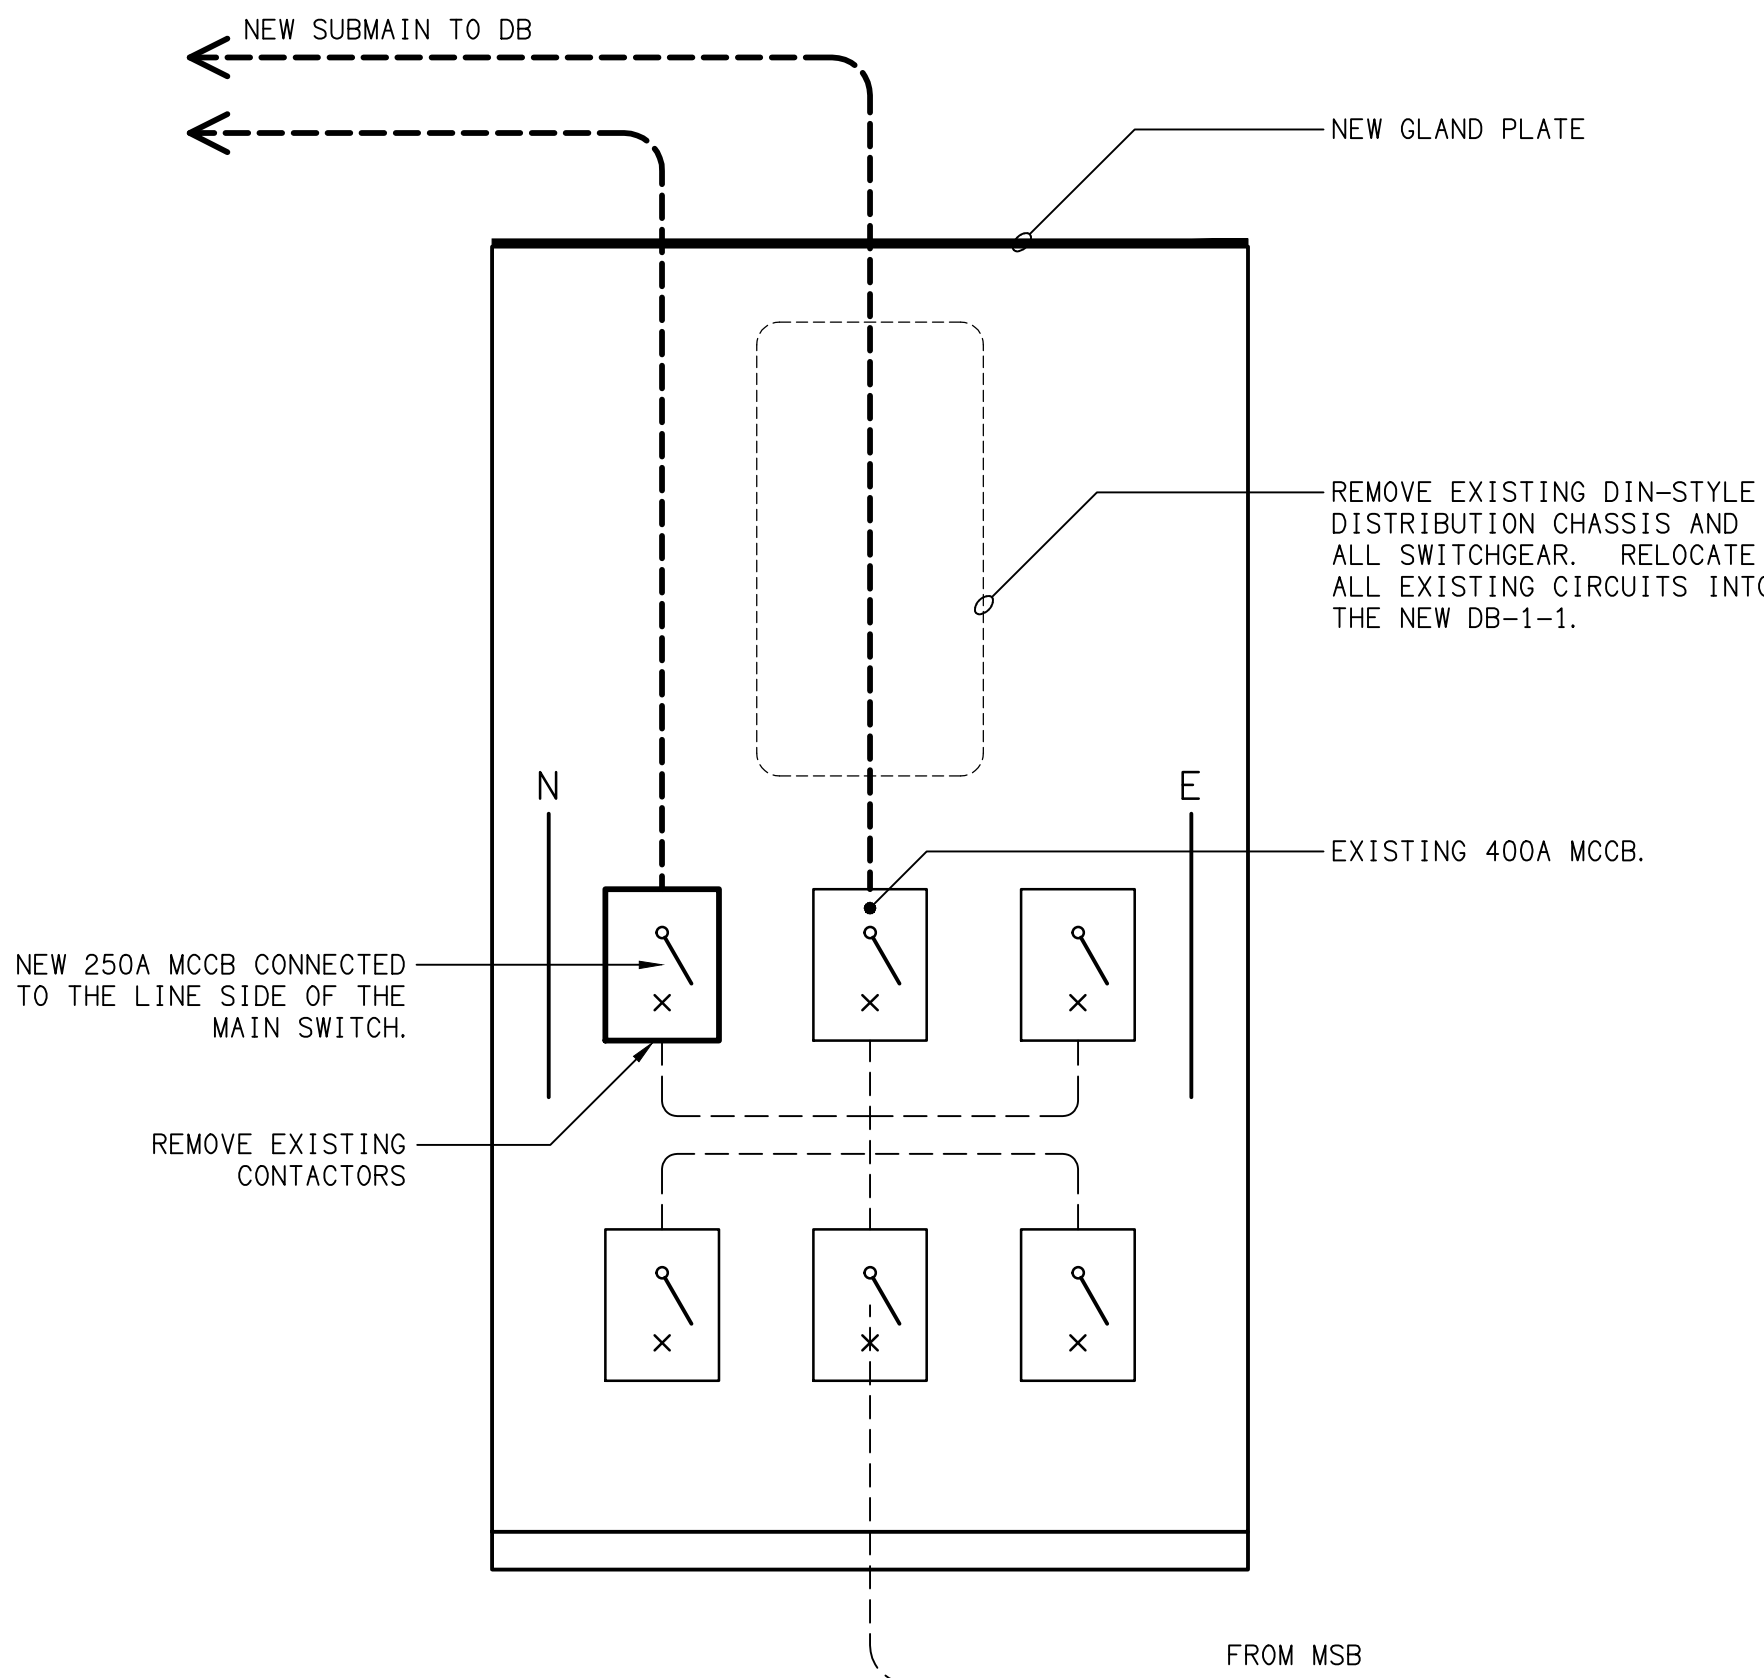 NEW SUBMAIN TO DB
NEW GLAND PLATE
REMOVE EXISTING DIN-STYLE
DISTRIBUTION CHASSIS AND
ALL SWITCHGEAR. RELOCATE
ALL EXISTING CIRCUITS INTO
THE NEW DB-1-1.
N
E
EXISTING 400A MCCB.
NEW 250A MCCB CONNECTED
TO THE LINE SIDE OF THE
MAIN SWITCH.
REMOVE EXISTING
CONTACTORS
FROM MSB